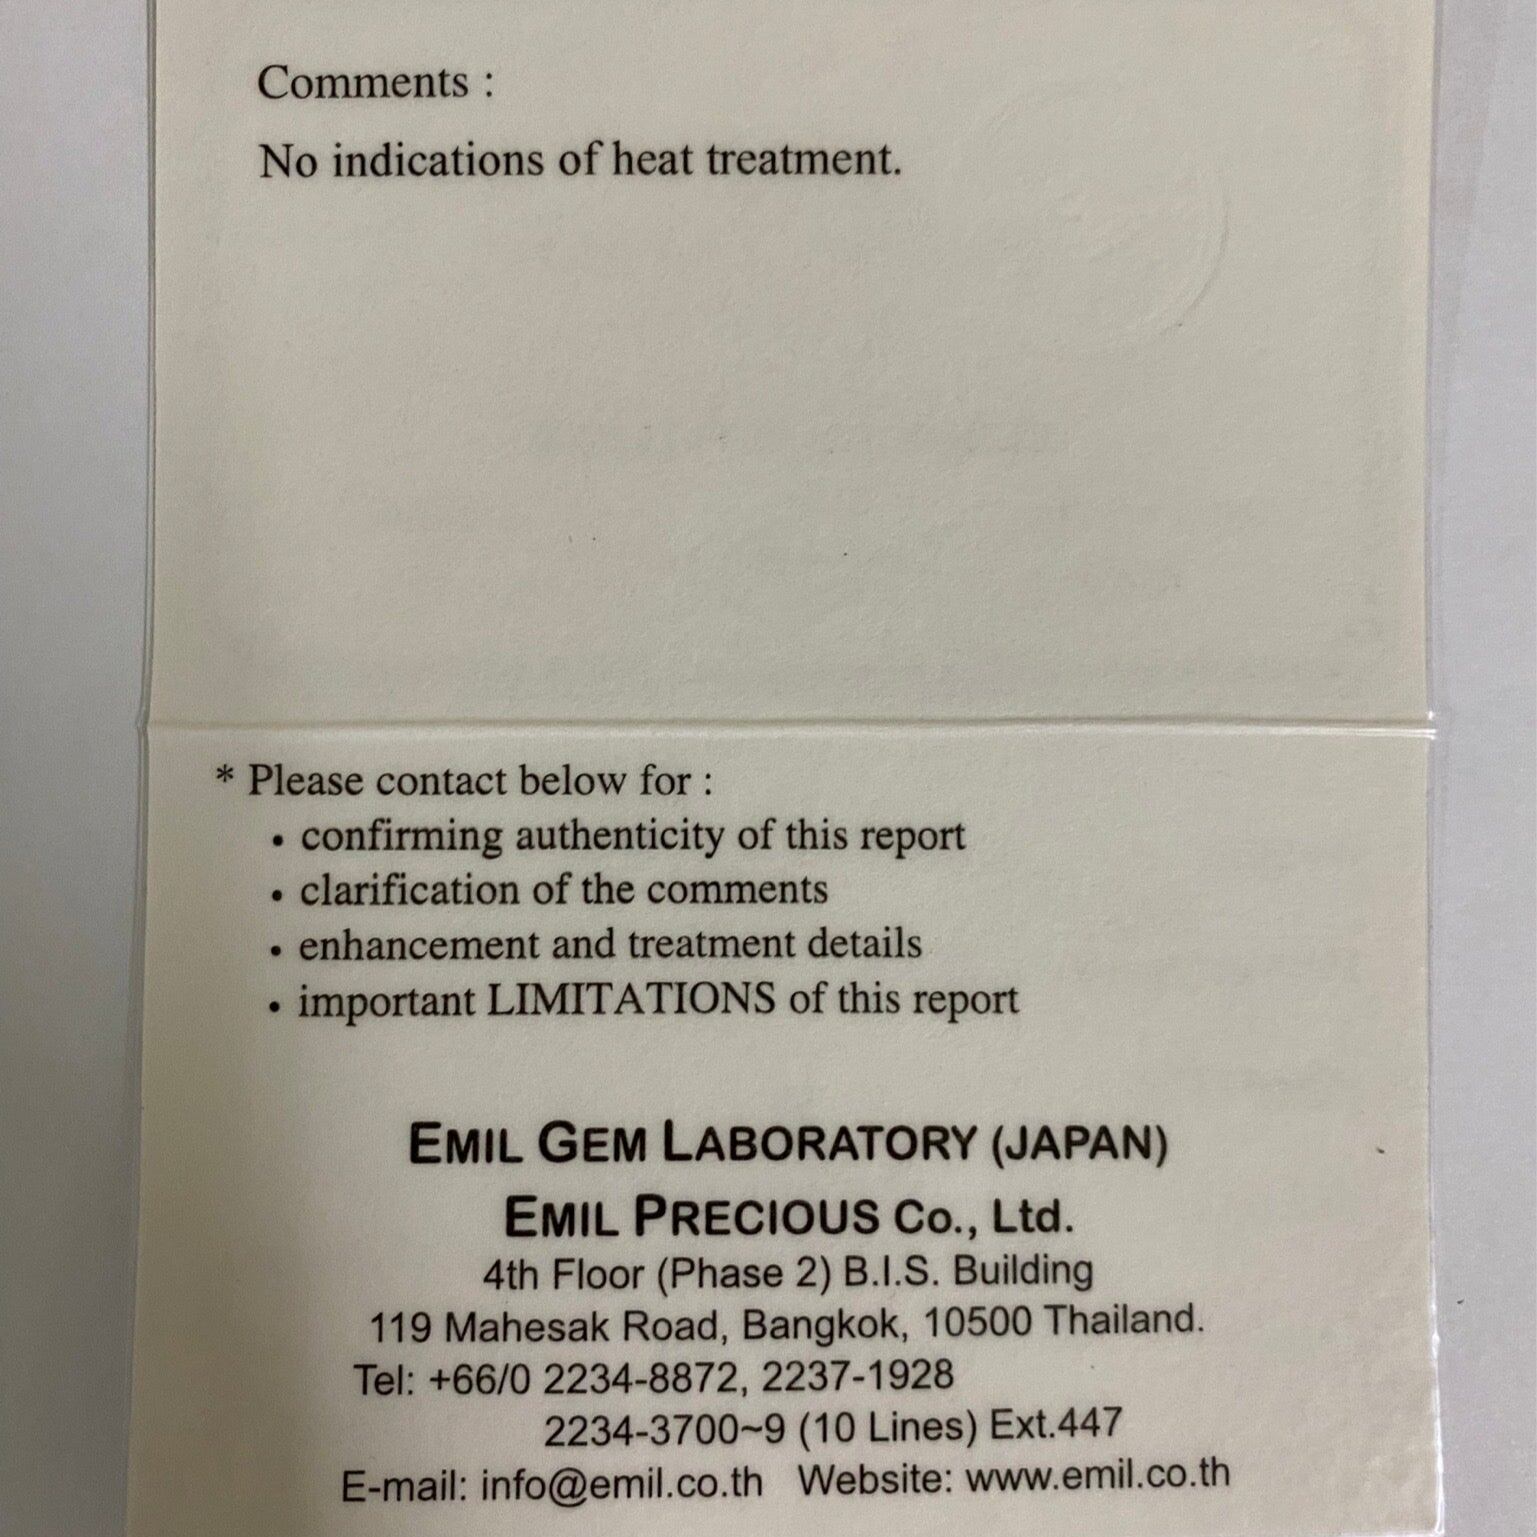 Comments :
No indications of heat treatment.
* Please contact below for :
• confirming authenticity of this report
• clarification of the comments
• enhancement and treatment details
• important LIMITATIONS of this report
EMIL GEM LABORATORY (JAPAN)
EMIL PRECIOUS Co., Ltd.
4th Floor (Phase 2) B.I.S. Building
119 Mahesak Road, Bangkok, 10500 Thailand.
Tel: +66/0 2234-8872, 2237-1928
2234-3700~9 (10 Lines) Ext.447
E-mail: info@emil.co.th Website: www.emil.co.th